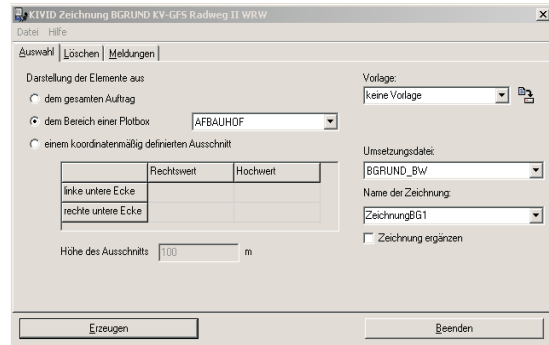 KIVID Zeichnung BGRUND KV-GFS Radweg II WRW
Datei Hilfe
Auswahl Löschen Meldungen
Darstellung der Elemente aus
dem gesamten Auftrag
dem Bereich einer Plotbox AFBAUHOF
einem koordinatenmäßig definierten Ausschnitt
Rechtswert Hochwert
linke untere Ecke
rechte untere Ecke
Höhe des Ausschnitts 100 m
Vorlage:
keine Vorlage
Umsetzungsdatei:
BGRUND_BW
Name der Zeichnung:
ZeichnungBG1
Zeichnung ergänzen
Erzeugen Beenden